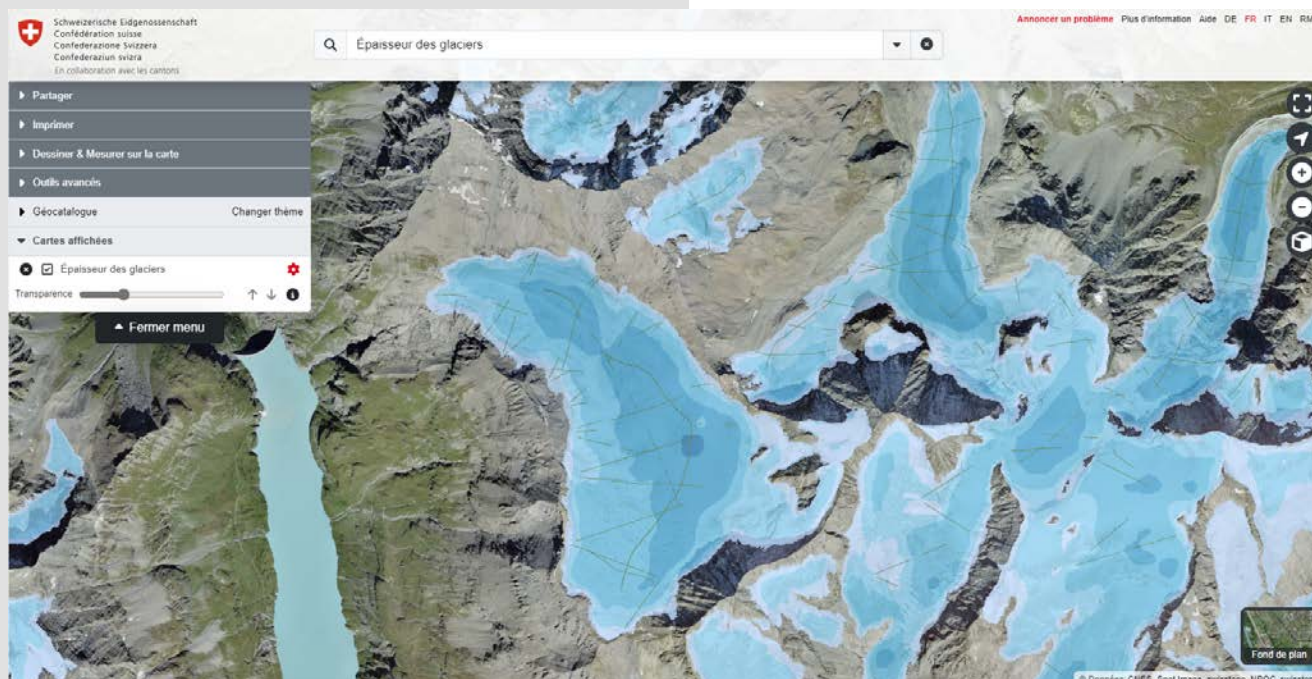 Schweizerische Eidgenossenschaft
Confédération suisse
Confederazione Svizzera
Confederaziun svizra
En collaboration avec les cantons
Épaisseur des glaciers
Annoncer un problème Plus d'information Aide DE FR IT EN RM
Partager
Imprimer
Dessiner & Mesurer sur la carte
Outils avancés
Géocatalogue Changer thème
Cartes affichées
Épaisseur des glaciers
Transparence
Fermer menu
Fond de plan